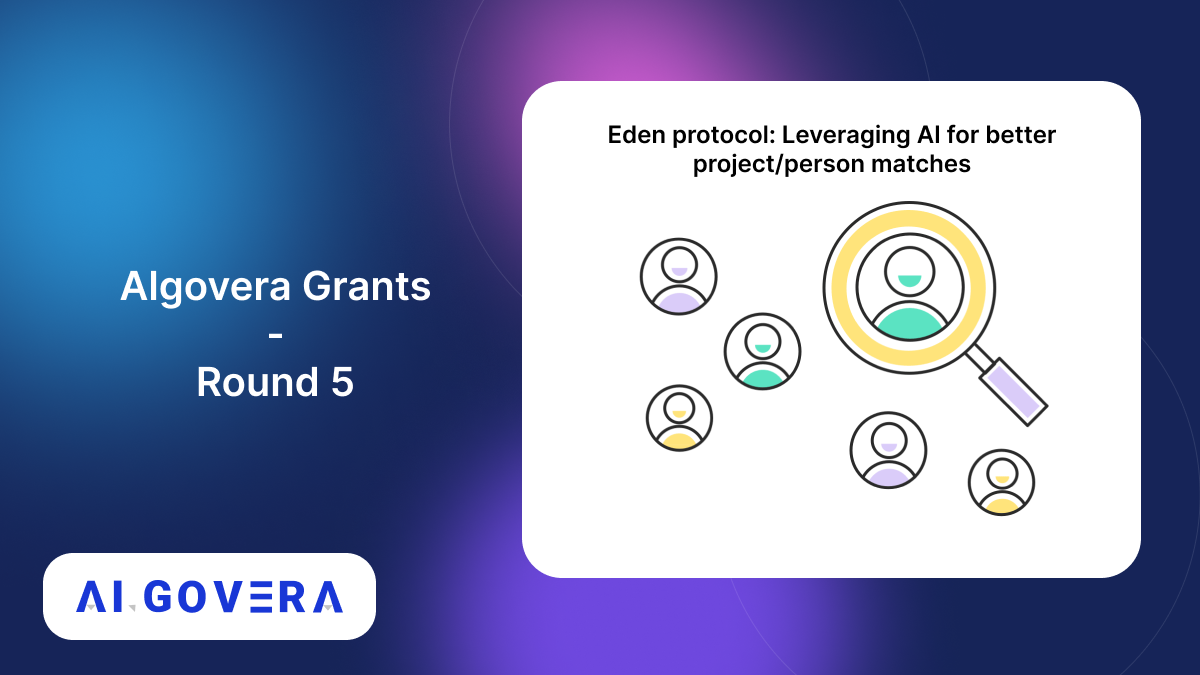 Algovera Grants
-
Round 5
Eden protocol: Leveraging AI for better
project/person matches
ALGOVERA